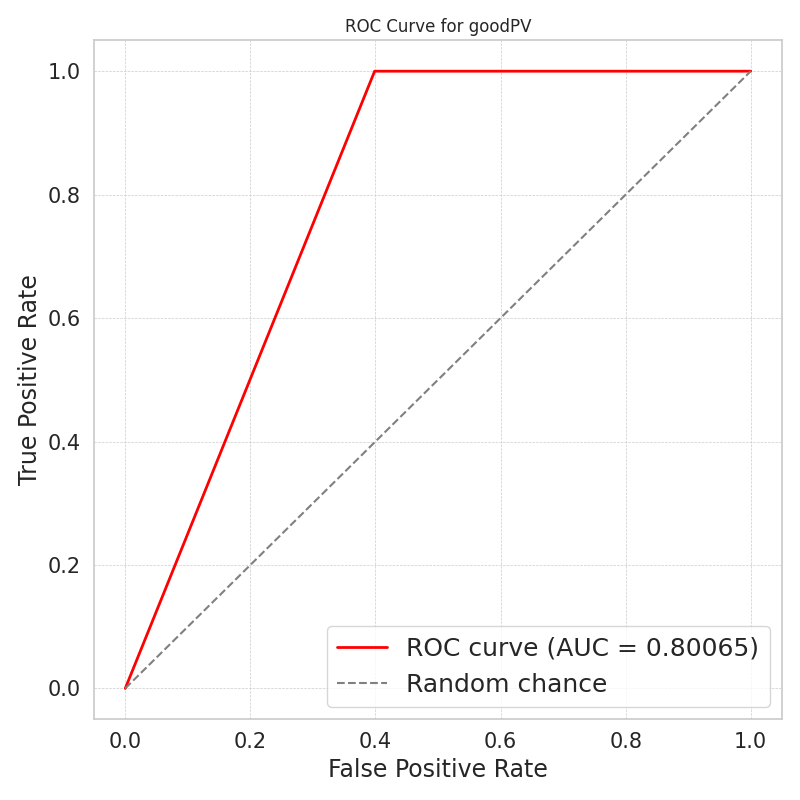 ROC Curve for goodPV
1.0
0.8
0.6
0.4
0.2
0.0
True Positive Rate
ROC curve (AUC = 0.80065)
Random chance
0.0 0.2 0.4 0.6 0.8 1.0
False Positive Rate